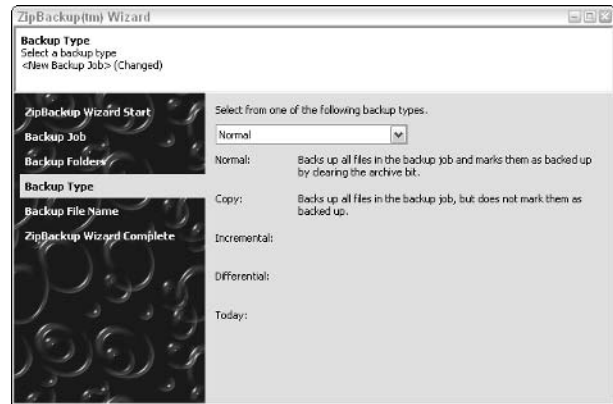 ZipBackup(tm) Wizard
Backup Type
Select a backup type
<New Backup Job> (Changed)
ZipBackup Wizard Start
Backup Job
Backup Folders
Backup Type
Backup File Name
ZipBackup Wizard Complete
Select from one of the following backup types.
Normal
Normal: Backs up all files in the backup job and marks them as backed up
by clearing the archive bit.
Copy: Backs up all files in the backup job, but does not mark them as
backed up.
Incremental:
Differential:
Today: